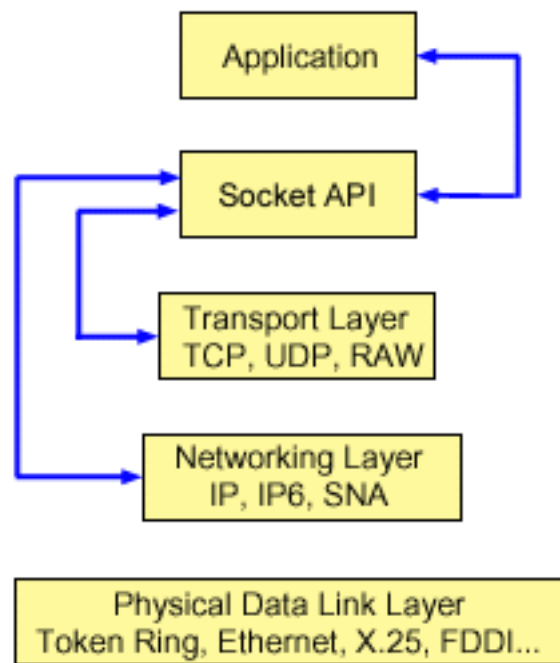 Application
Socket API
Transport Layer
TCP, UDP, RAW
Networking Layer
IP, IP6, SNA
Physical Data Link Layer
Token Ring, Ethernet, X.25, FDDI...